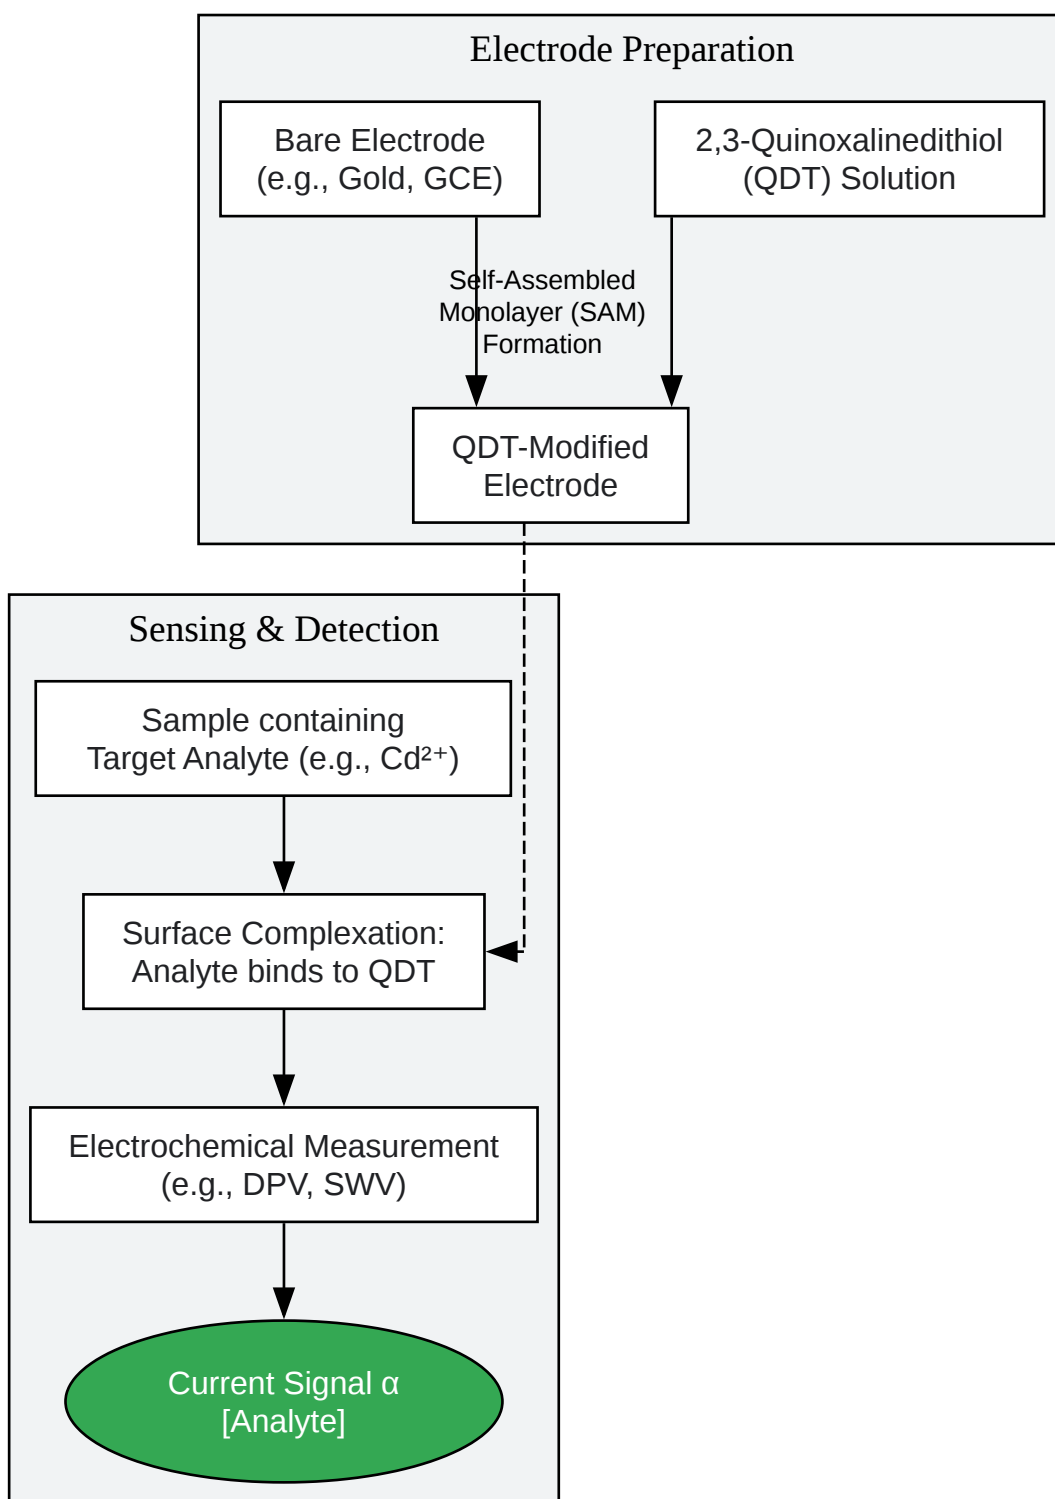 Electrode Preparation
Bare Electrode
(e.g., Gold, GCE)
2,3-Quinoxalinedithiol
(QDT) Solution
Self-Assembled
Monolayer (SAM)
Formation
QDT-Modified
Electrode
Sensing & Detection
Sample containing
Target Analyte (e.g., Cd²⁺)
Surface Complexation:
Analyte binds to QDT
Electrochemical Measurement
(e.g., DPV, SWV)
Current Signal α
[Analyte]